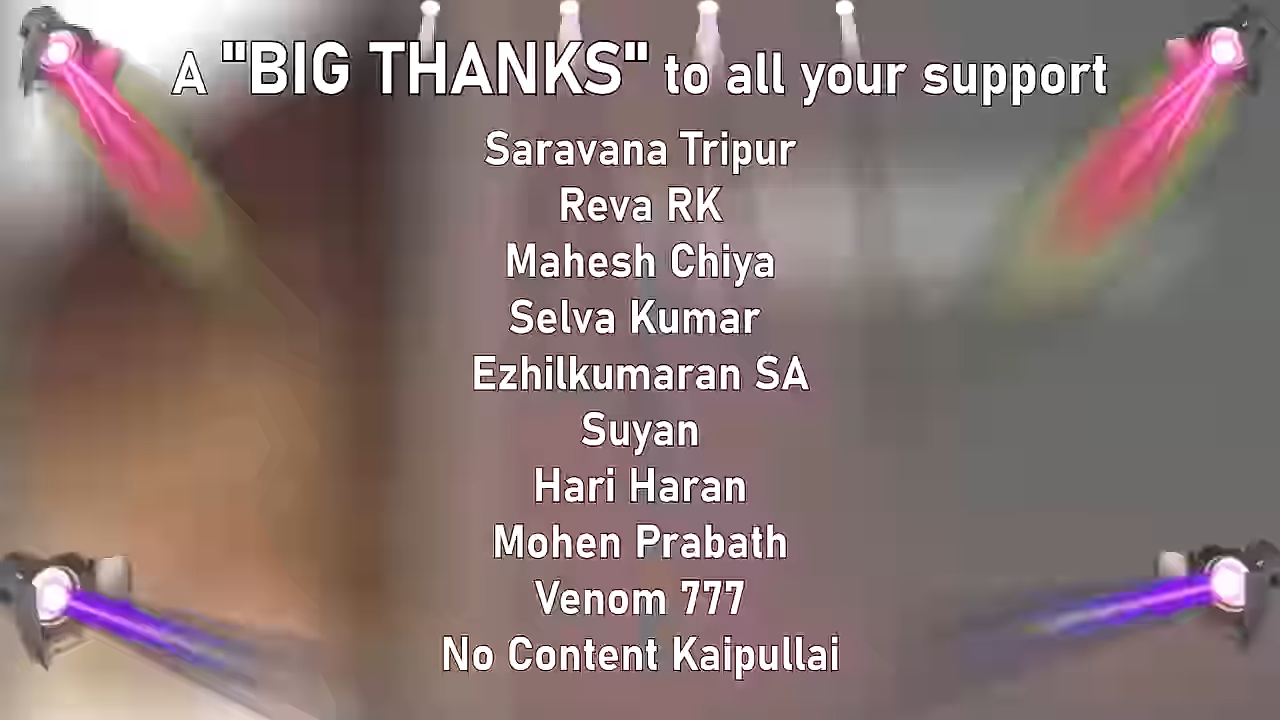 A "BIG THANKS" to all your support
Saravana Tripur
Reva RK
Mahesh Chiya
Selva Kumar
Ezhilkumaran SA
Suyan
Hari Haran
Mohen Prabath
Venom 777
No Content Kaipullai